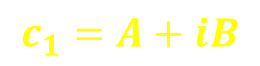 c₁ = A + iB